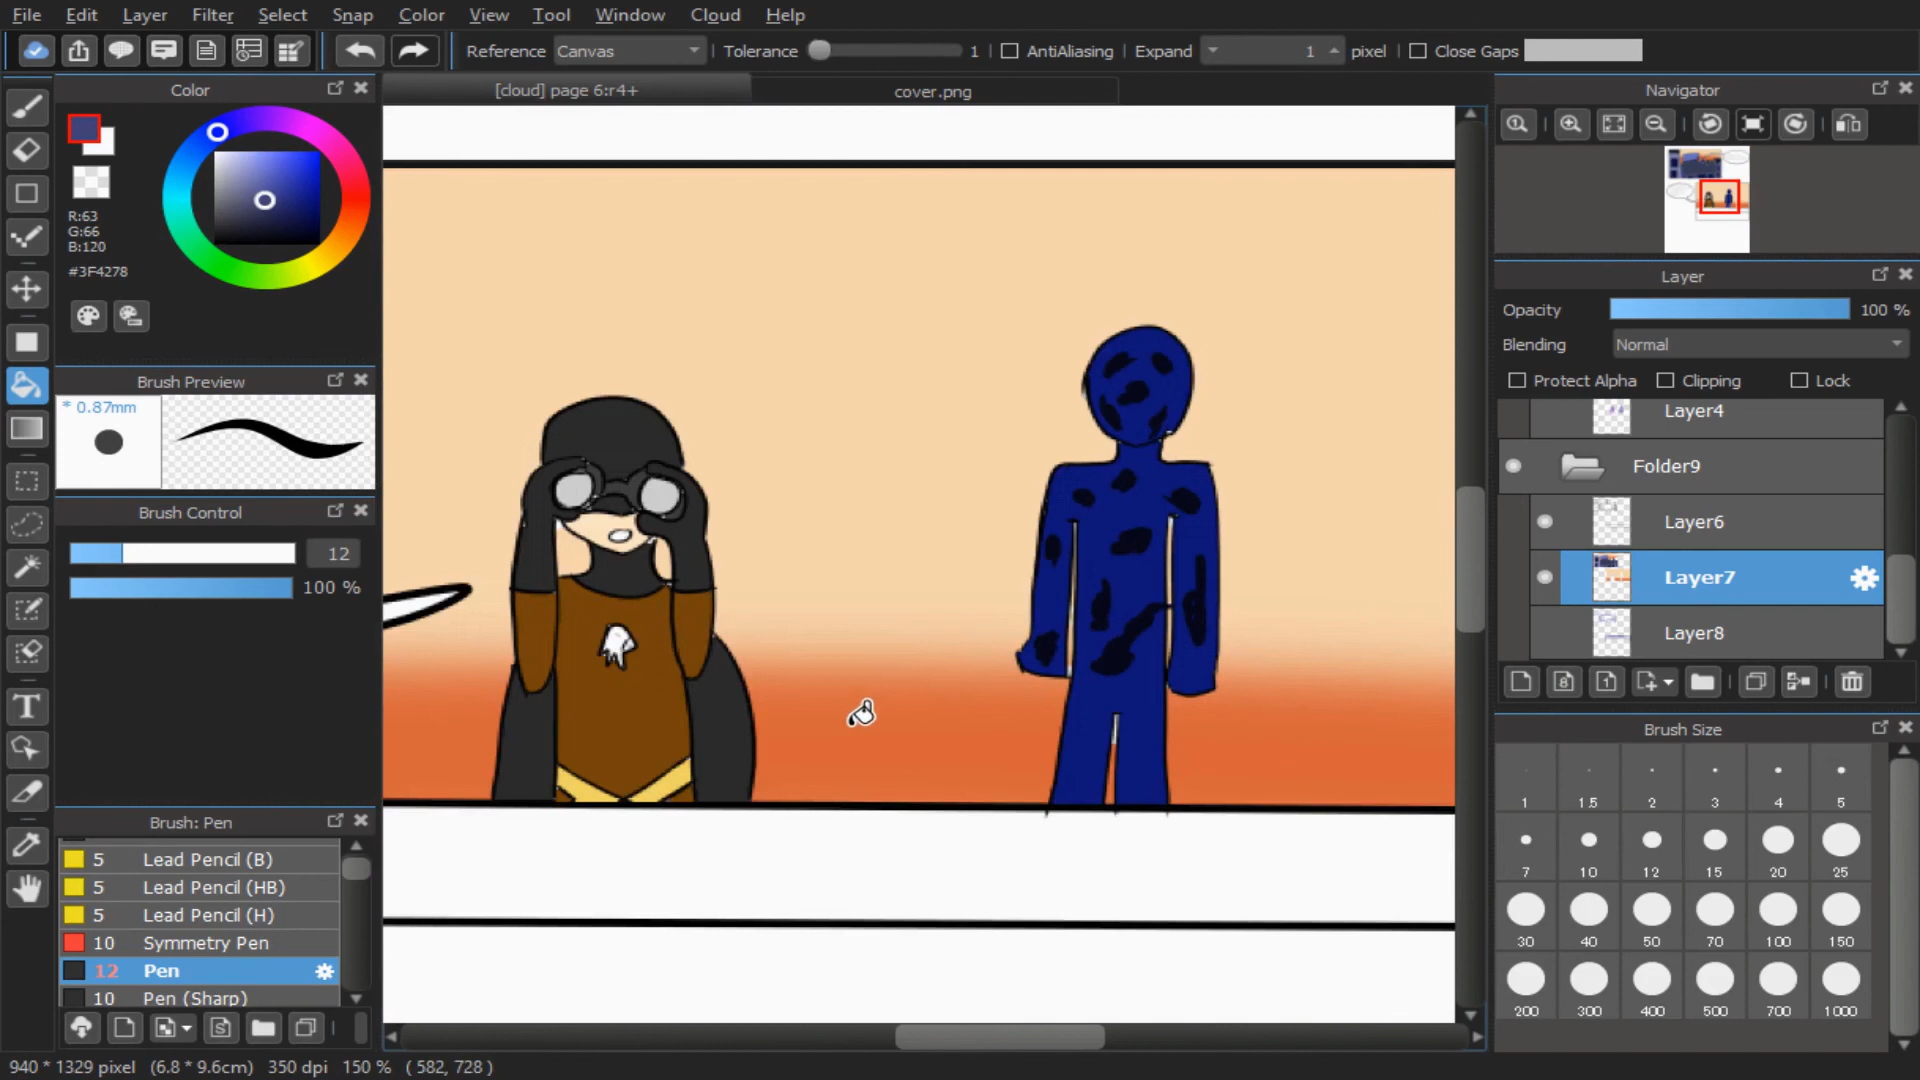 File Edit Layer Filter Select Snap Color View Tool Window Cloud Help
Reference Canvas Tolerance 1 AntiAliasing Expand 1 pixel Close Gaps
Color
[cloud] page 6:r4+
cover.png
Navigator
R:63
G:66
B:120
#3F4278
Layer
Opacity 100 %
Blending Normal
Protect Alpha Clipping Lock
Layer4
Folder9
Layer6
Layer7
Layer8
Brush Preview
* 0.87mm
Brush Control
12
100 %
Brush: Pen
5 Lead Pencil (B)
5 Lead Pencil (HB)
5 Lead Pencil (H)
10 Symmetry Pen
12 Pen
10 Pen (Sharp)
Brush Size
1 1.5 2 3 4 5
7 10 12 15 20 25
30 40 50 70 100 150
200 300 400 500 700 1000
940 * 1329 pixel (6.8 * 9.6cm) 350 dpi 150 % ( 582, 728 )